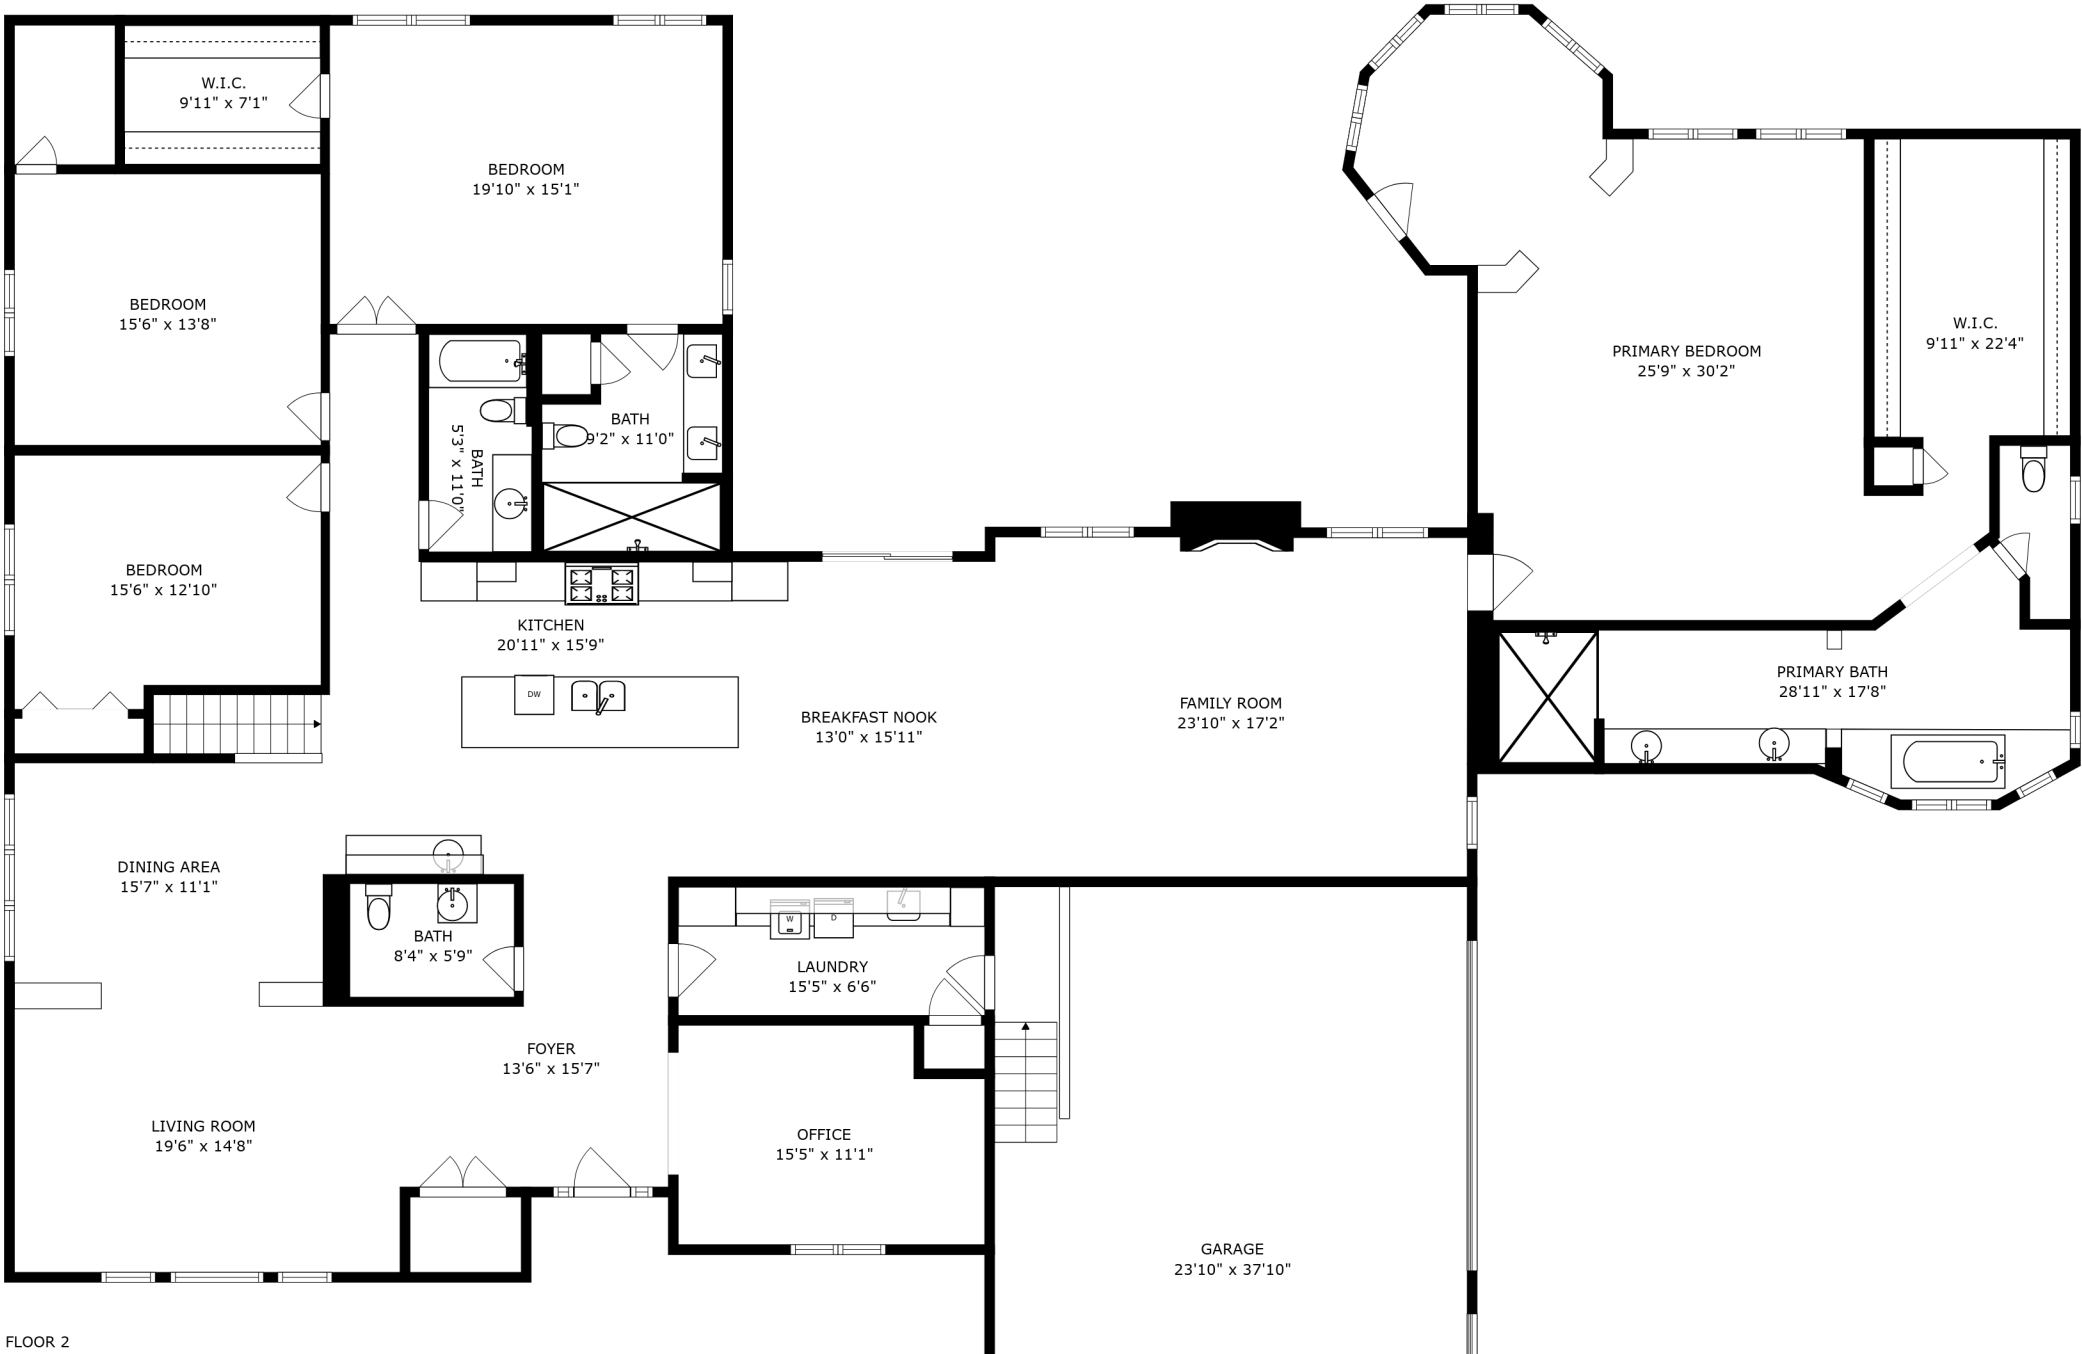 W.I.C.
9'11" x 7'1"
BEDROOM
19'10" x 15'1"
BEDROOM
15'6" x 13'8"
W.I.C.
9'11" x 22'4"
PRIMARY BEDROOM
25'9" x 30'2"
BATH
9'2" x 11'0"
BATH
5'3" x 11'0"
BEDROOM
15'6" x 12'10"
KITCHEN
20'11" x 15'9"
DW
BREAKFAST NOOK
13'0" x 15'11"
FAMILY ROOM
23'10" x 17'2"
PRIMARY BATH
28'11" x 17'8"
DINING AREA
15'7" x 11'1"
BATH
8'4" x 5'9"
W
D
LAUNDRY
15'5" x 6'6"
FOYER
13'6" x 15'7"
LIVING ROOM
19'6" x 14'8"
OFFICE
15'5" x 11'1"
GARAGE
23'10" x 37'10"
FLOOR 2